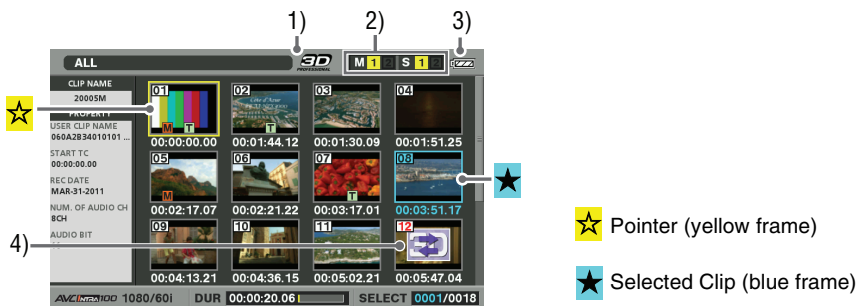 1) 2) 3)
ALL 3D M 1 2 S 1 2
PROFESSIONAL
CLIP NAME
20005M
PROPERTY
USER CLIP NAME
060A2B34010101 ...
START TC
00:00:00.00
REC DATE
MAR-31-2011
NUM. OF AUDIO CH
8CH
AUDIO BIT
4)
01 02 03 04
M T T
00:00:00.00 00:01:44.12 00:01:30.09 00:01:51.25
05 06 07 08
M T
00:02:17.07 00:02:21.22 00:03:17.01 00:03:51.17
09 10 11 12
00:04:13.21 00:04:36.15 00:05:02.21 00:05:47.04
AVC INTRA 100 1080/60i DUR 00:00:20.06 SELECT 0001/0018
Pointer (yellow frame)
Selected Clip (blue frame)